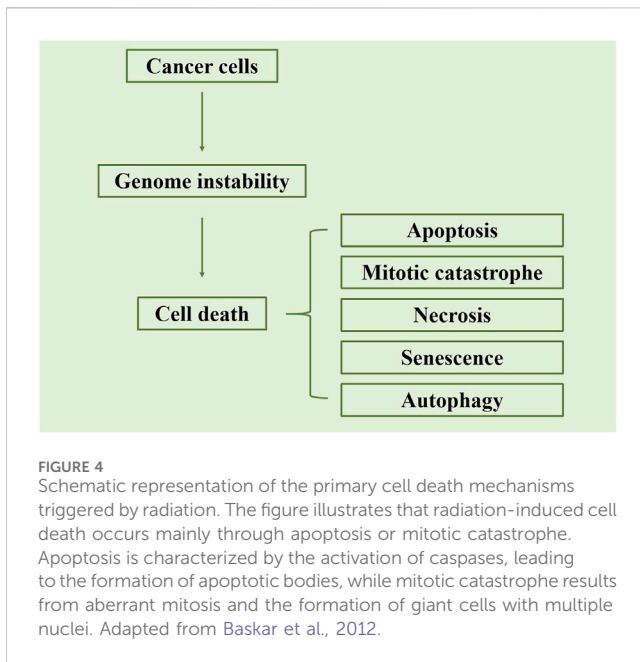 Cancer cells
Genome instability
Cell death
Apoptosis
Mitotic catastrophe
Necrosis
Senescence
Autophagy
FIGURE 4
Schematic representation of the primary cell death mechanisms
triggered by radiation. The figure illustrates that radiation-induced cell
death occurs mainly through apoptosis or mitotic catastrophe.
Apoptosis is characterized by the activation of caspases, leading
to the formation of apoptotic bodies, while mitotic catastrophe results
from aberrant mitosis and the formation of giant cells with multiple
nuclei. Adapted from Baskar et al., 2012.